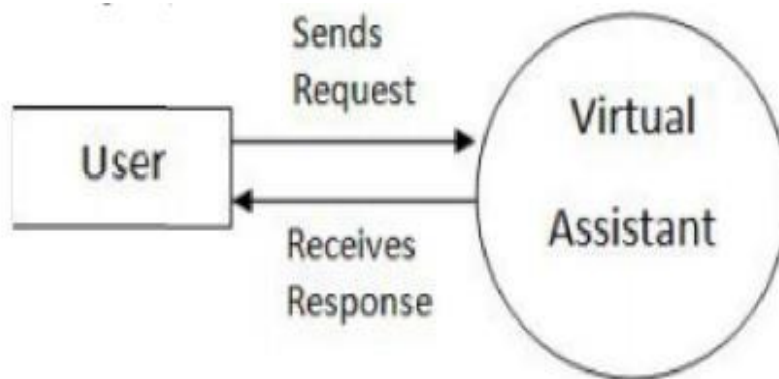 Sends
Request
User
Virtual
Assistant
Receives
Response